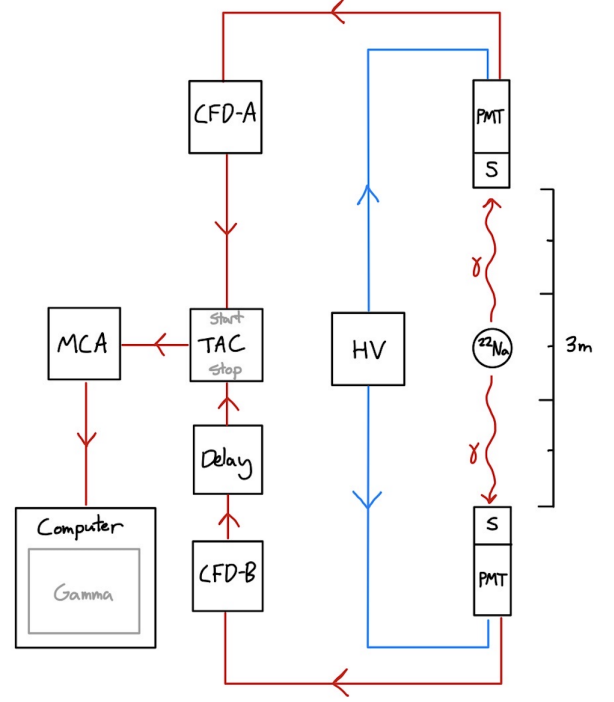 CFD-A
PMT
S
γ
Start
TAC
Stop
MCA
HV
²²Na
3m
γ
Delay
S
Computer
Gamma
CFD-B
PMT